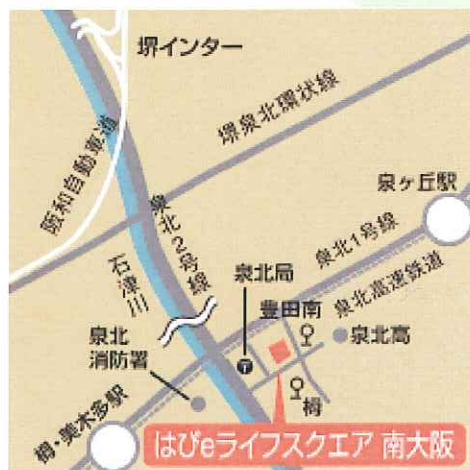 堺インター
堺泉北環状線
阪和自動車道
泉ヶ丘駅
泉北1号線
泉北2号線
石津川
泉北高速鉄道
泉北局
豊田南
泉北高
泉北
消防署
〒
栂
栂・美木多駅
はぴeライフスクエア 南大阪